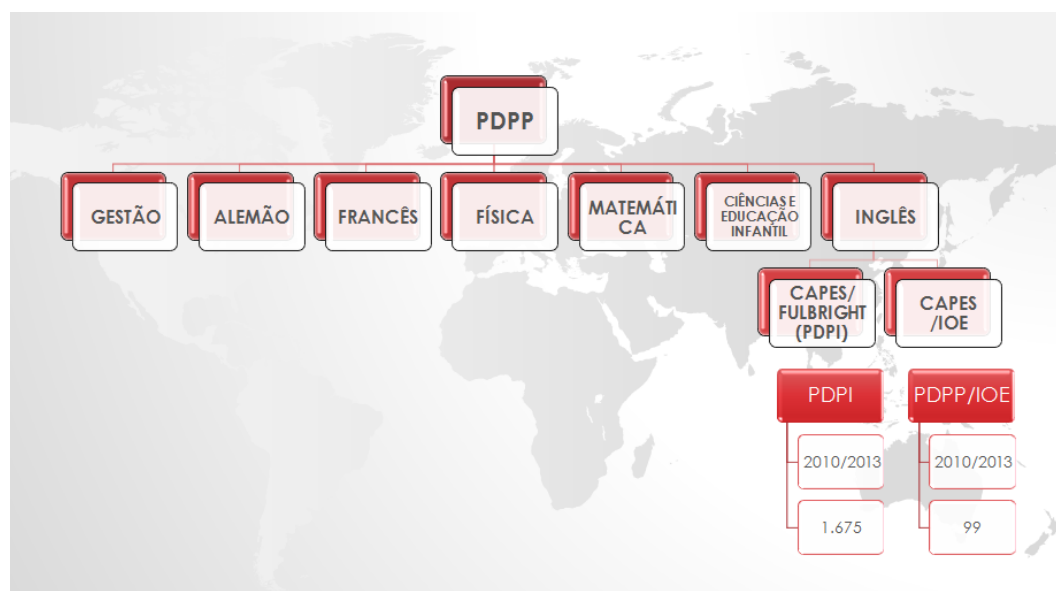 PDPP
GESTÃO
ALEMÃO
FRANCÊS
FÍSICA
MATEMÁTI
CA
CIÊNCIAS E
EDUCAÇÃO
INFANTIL
INGLÊS
CAPES/
FULBRIGHT
(PDPI)
CAPES
/IOE
PDPI
2010/2013
1.675
PDPP/IOE
2010/2013
99